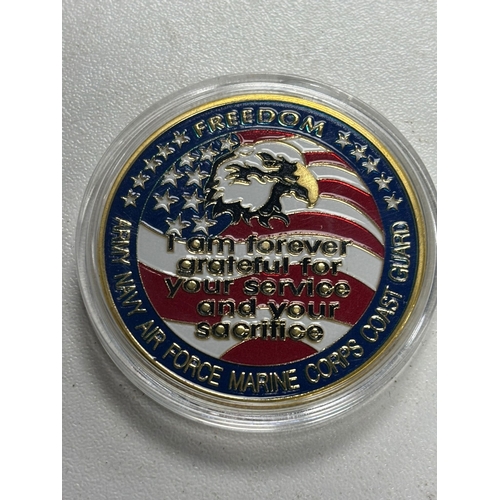 FREEDOM
I am forever
grateful for
your service
and your
sacrifice
ARMY NAVY AIR FORCE MARINE CORPS COAST GUARD